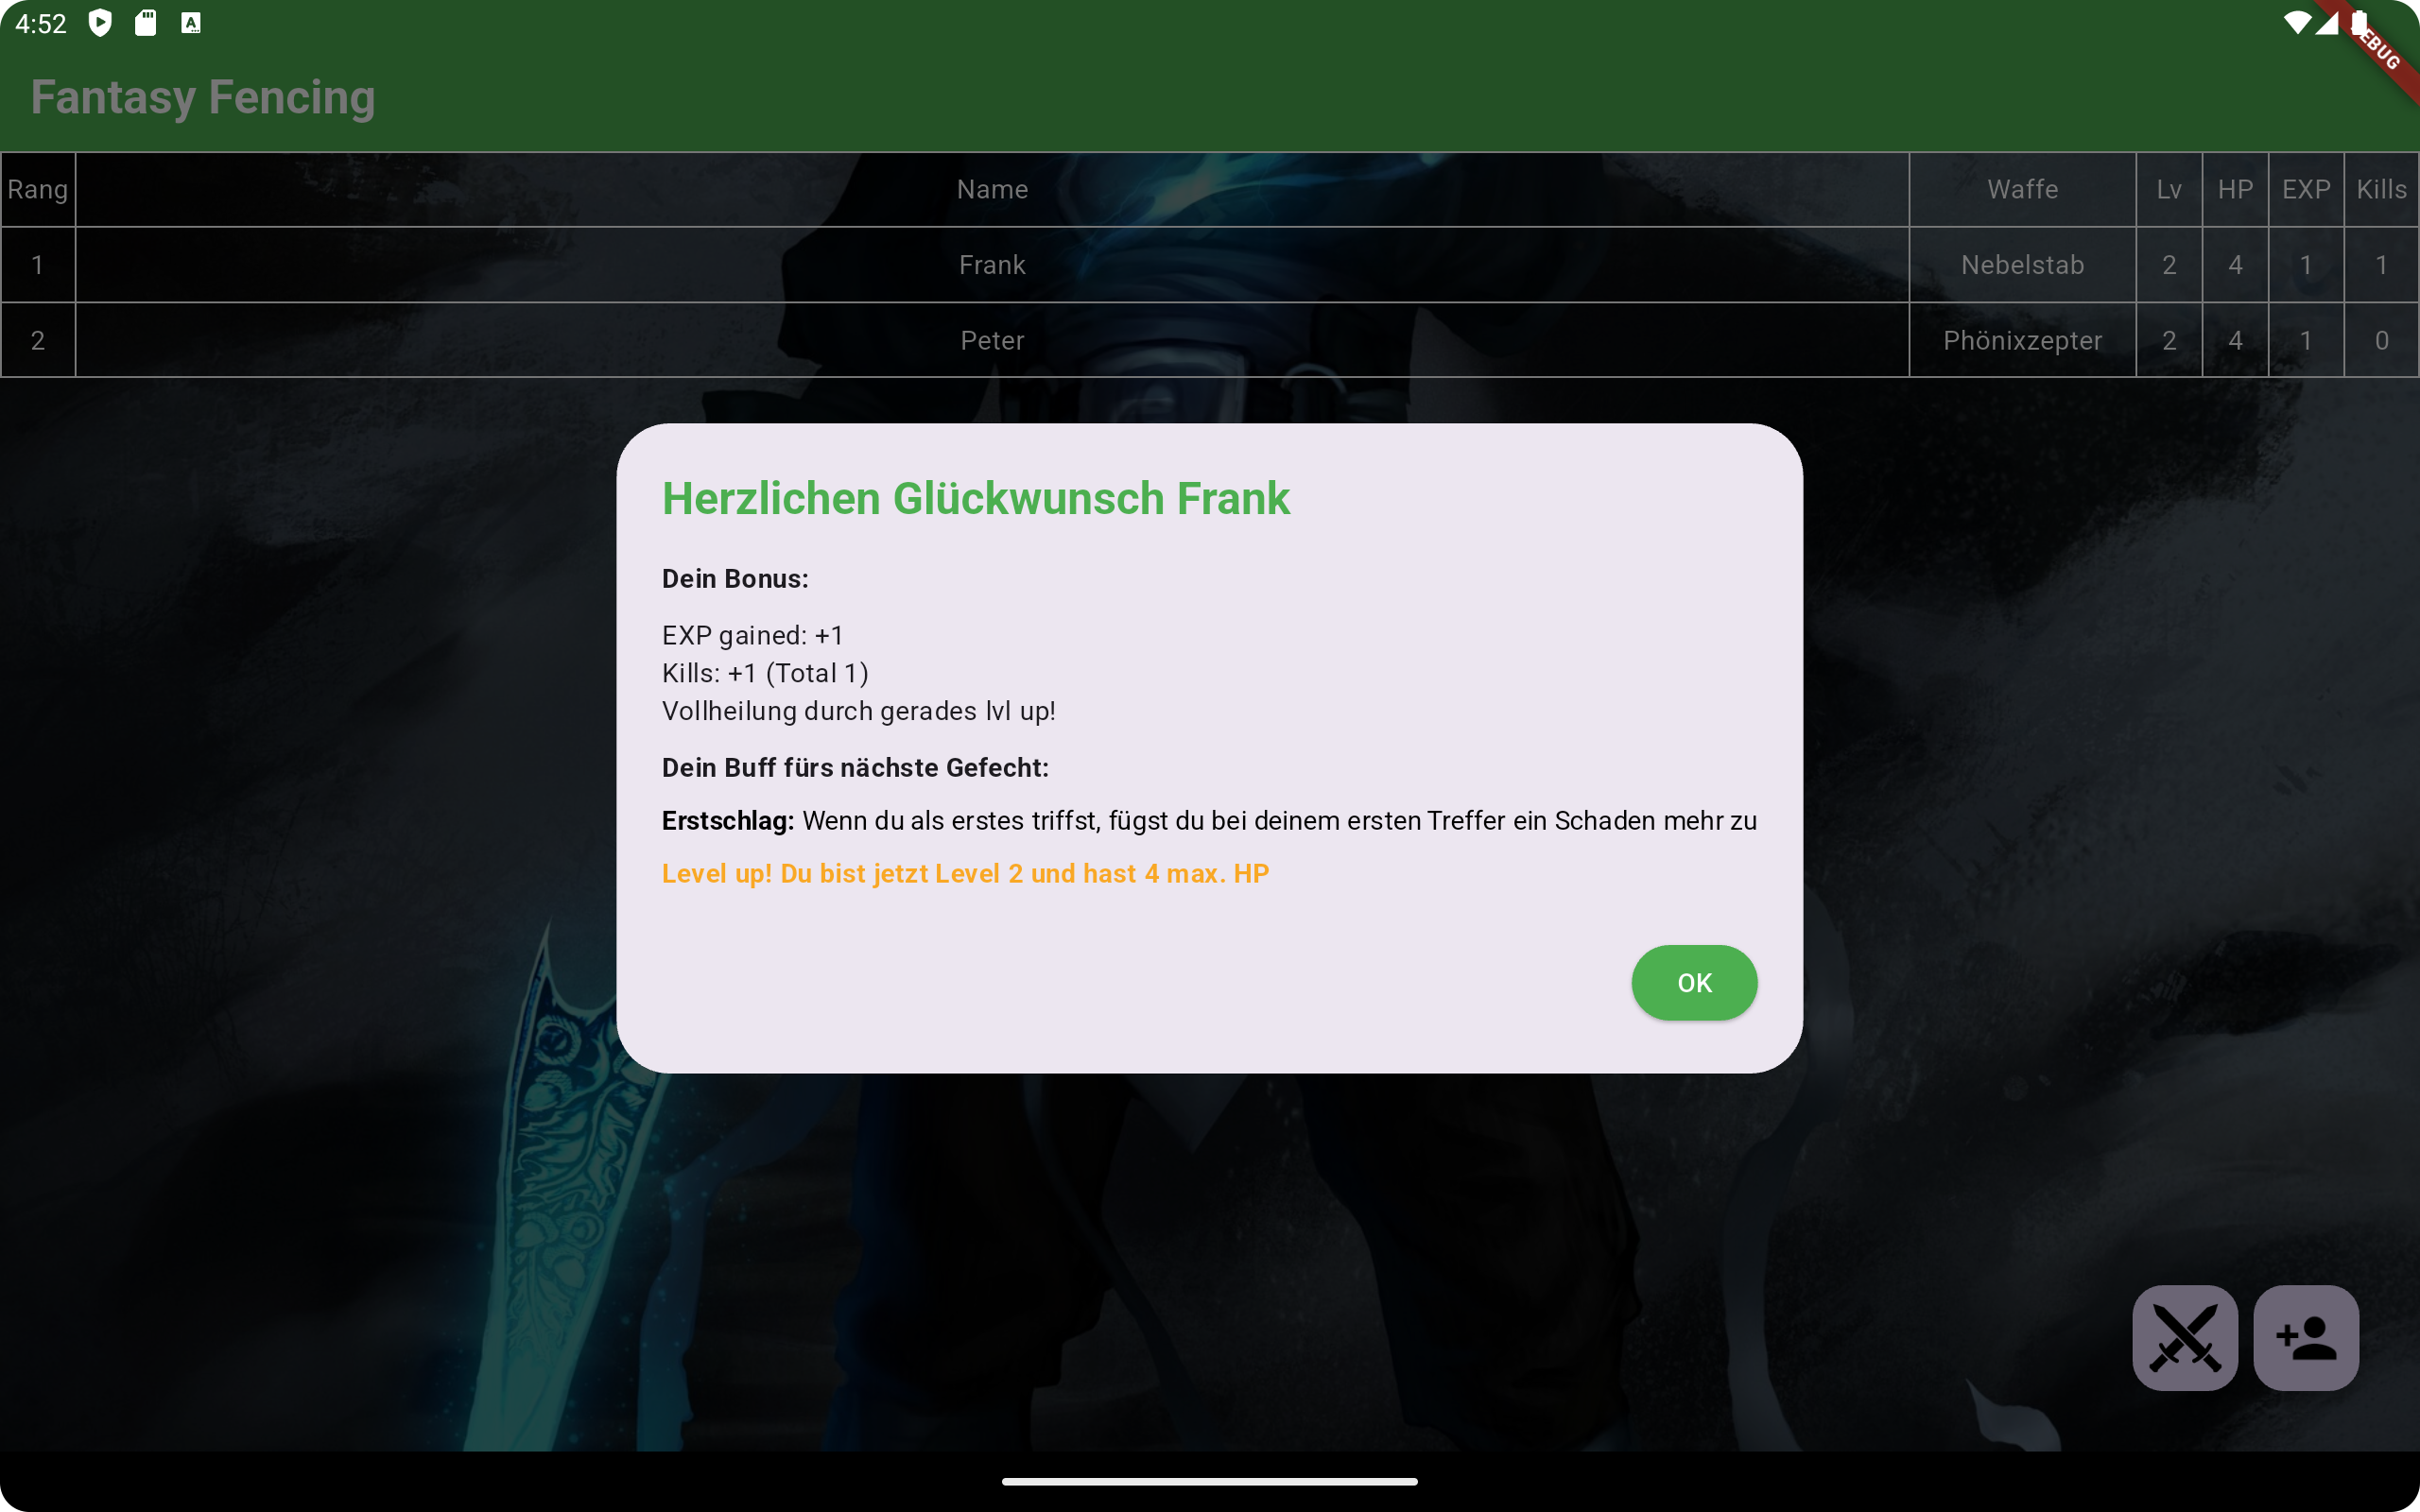 4:52
DEBUG
Fantasy Fencing
Rang Name Waffe Lv HP EXP Kills
1 Frank Nebelstab 2 4 1 1
2 Peter Phönixzepter 2 4 1 0
Herzlichen Glückwunsch Frank
Dein Bonus:
EXP gained: +1
Kills: +1 (Total 1)
Vollheilung durch gerades lvl up!
Dein Buff fürs nächste Gefecht:
Erstschlag: Wenn du als erstes triffst, fügst du bei deinem ersten Treffer ein Schaden mehr zu
Level up! Du bist jetzt Level 2 und hast 4 max. HP
OK